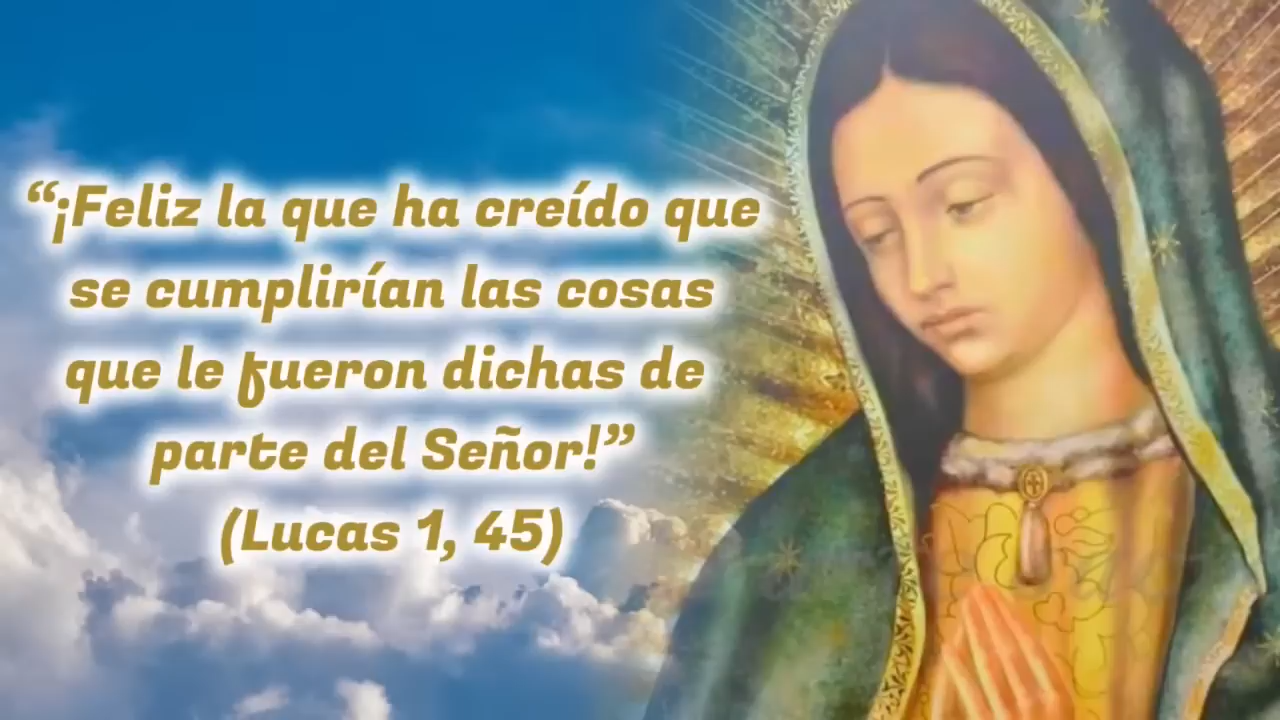 “¡Feliz la que ha creído que
se cumplirían las cosas
que le fueron dichas de
parte del Señor!”
(Lucas 1, 45)